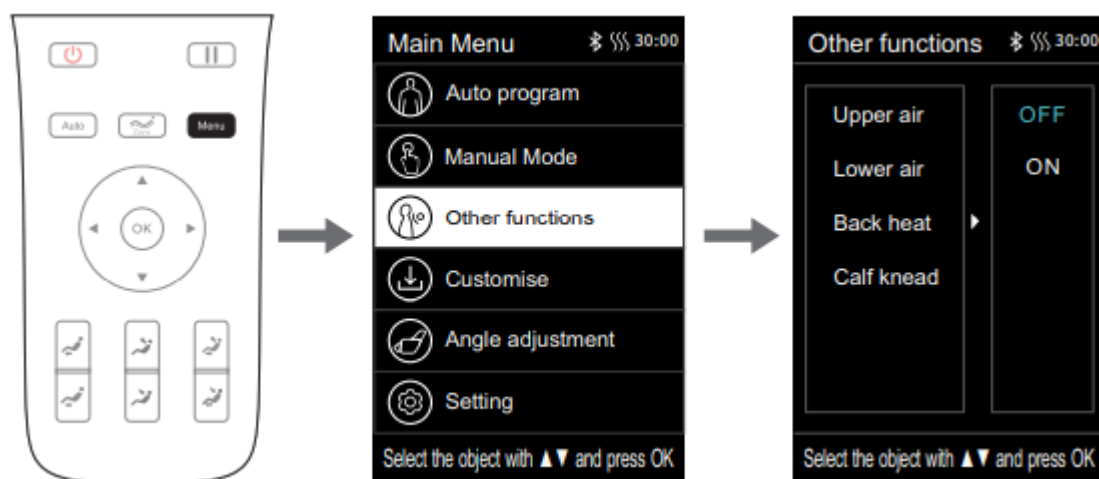 Auto
Menu
OK
Main Menu 30:00
Auto program
Manual Mode
Other functions
Customise
Angle adjustment
Setting
Select the object with ▲▼ and press OK
Other functions 30:00
Upper air
Lower air
Back heat
Calf knead
OFF
ON
Select the object with ▲▼ and press OK